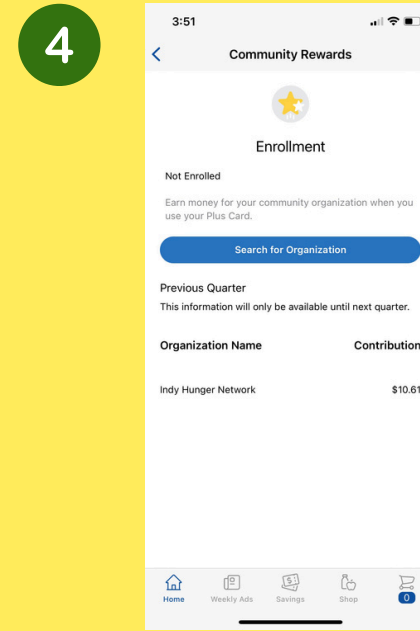 4
3:51
Community Rewards
Enrollment
Not Enrolled
Earn money for your community organization when you
use your Plus Card.
Search for Organization
Previous Quarter
This information will only be available until next quarter.
Organization Name Contribution
Indy Hunger Network $10.61
Home Weekly Ads Savings Shop 0